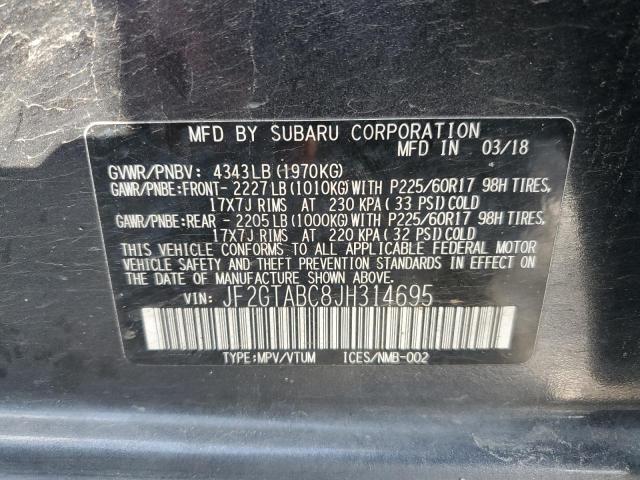 MFD BY SUBARU CORPORATION
MFD IN 03/18
GVWR/PNBV: 4343LB (1970KG)
GAWR/PNBE:FRONT- 2227LB (1010KG) WITH P225/60R17 98H TIRES,
17X7J RIMS AT 230 KPA (33 PSI) COLD
GAWR/PNBE:REAR - 2205LB (1000KG) WITH P225/60R17 98H TIRES,
17X7J RIMS AT 220 KPA (32 PSI) COLD
THIS VEHICLE CONFORMS TO ALL APPLICABLE FEDERAL MOTOR
VEHICLE SAFETY AND THEFT PREVENTION STANDARDS IN EFFECT ON
THE DATE OF MANUFACTURE SHOWN ABOVE.
VIN: JF2GTABC8JH314695
TYPE:MPV/VTUM ICES/NMB-002